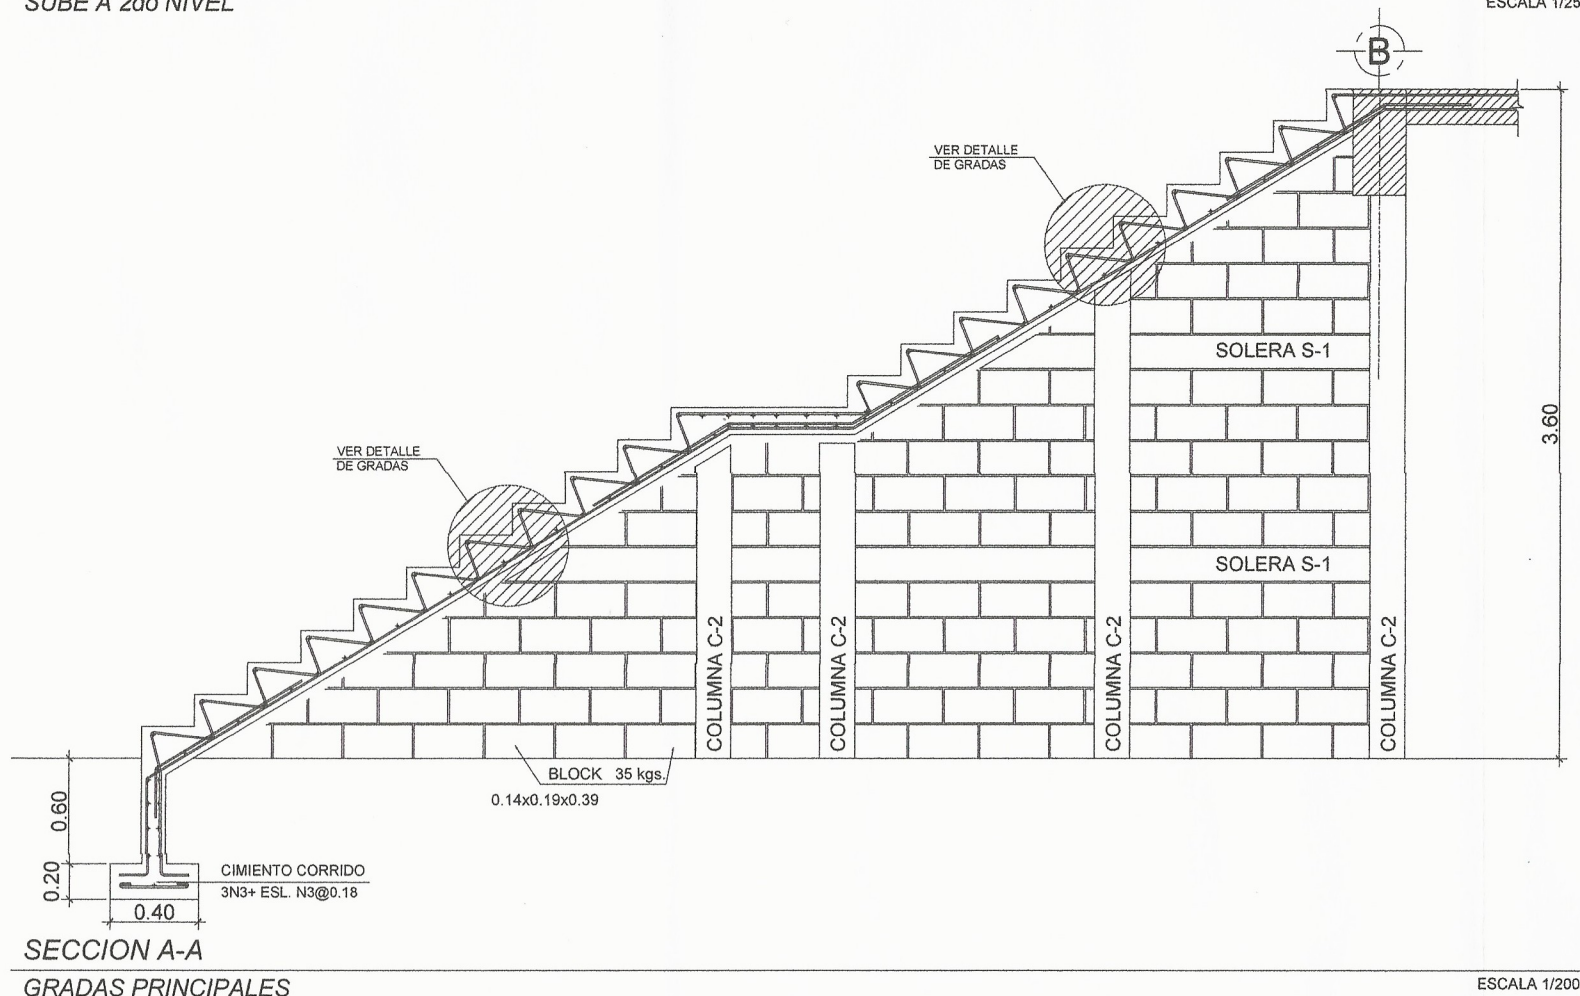 SUBE A 2do NIVEL
ESCALA 1/25
B
VER DETALLE
DE GRADAS
SOLERA S-1
3.60
VER DETALLE
DE GRADAS
SOLERA S-1
COLUMNA C-2
COLUMNA C-2
COLUMNA C-2
COLUMNA C-2
BLOCK 35 kgs.
0.14x0.19x0.39
0.60
0.20
CIMIENTO CORRIDO
3N3+ ESL. N3@0.18
0.40
SECCION A-A
GRADAS PRINCIPALES
ESCALA 1/200